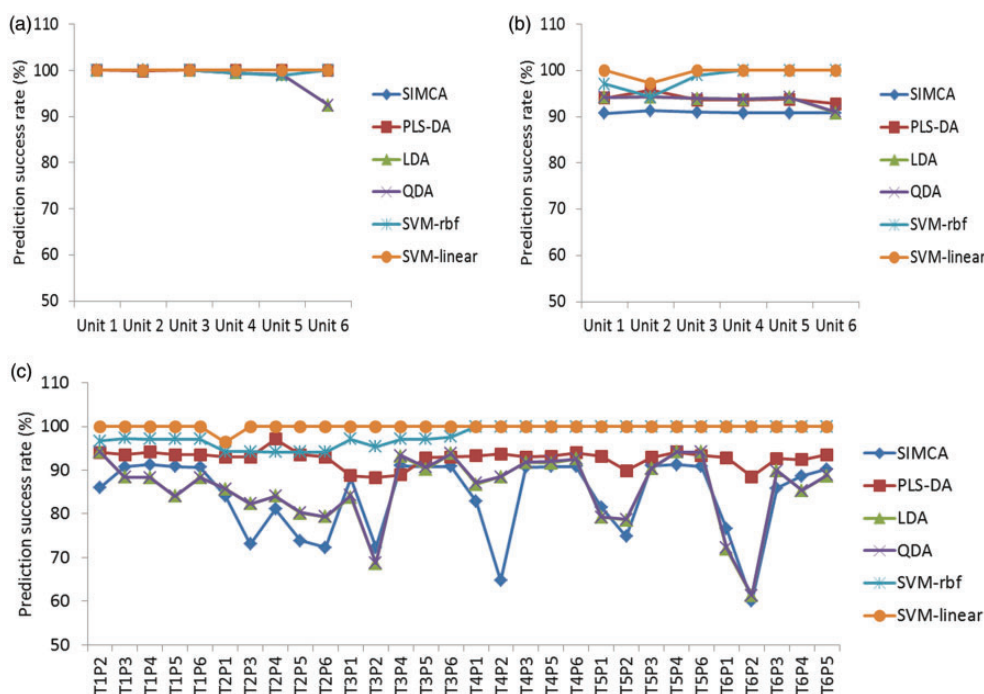 (a)
110
100
90
80
70
60
50
Prediction success rate (%)
Unit 1 Unit 2 Unit 3 Unit 4 Unit 5 Unit 6
SIMCA
PLS-DA
LDA
QDA
SVM-rbf
SVM-linear
(b)
110
100
90
80
70
60
50
Prediction success rate (%)
Unit 1 Unit 2 Unit 3 Unit 4 Unit 5 Unit 6
SIMCA
PLS-DA
LDA
QDA
SVM-rbf
SVM-linear
(c)
110
100
90
80
70
60
50
Prediction success rate (%)
T1P2
T1P3
T1P4
T1P5
T1P6
T2P1
T2P3
T2P4
T2P5
T2P6
T3P1
T3P2
T3P4
T3P5
T3P6
T4P1
T4P2
T4P3
T4P5
T4P6
T5P1
T5P2
T5P3
T5P4
T5P6
T6P1
T6P2
T6P3
T6P4
T6P5
SIMCA
PLS-DA
LDA
QDA
SVM-rbf
SVM-linear